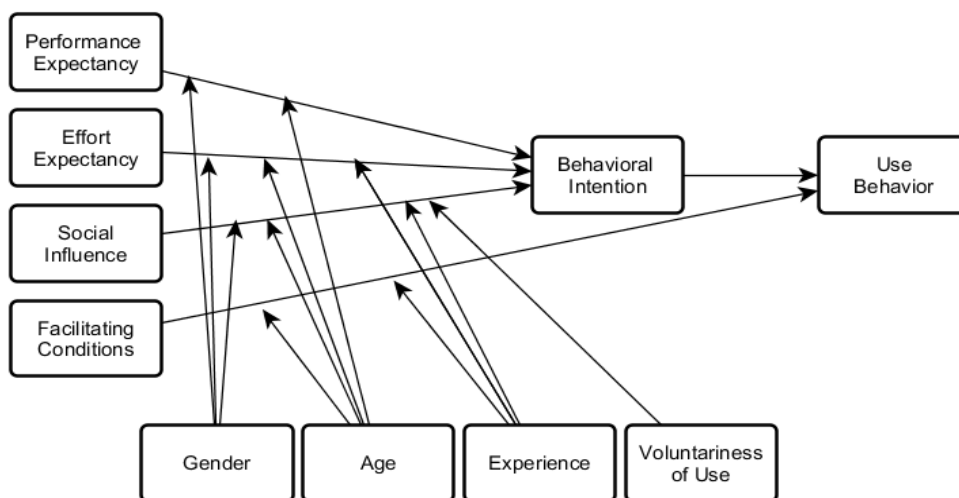 Performance
Expectancy
Effort
Expectancy
Social
Influence
Facilitating
Conditions
Behavioral
Intention
Use
Behavior
Gender
Age
Experience
Voluntariness
of Use